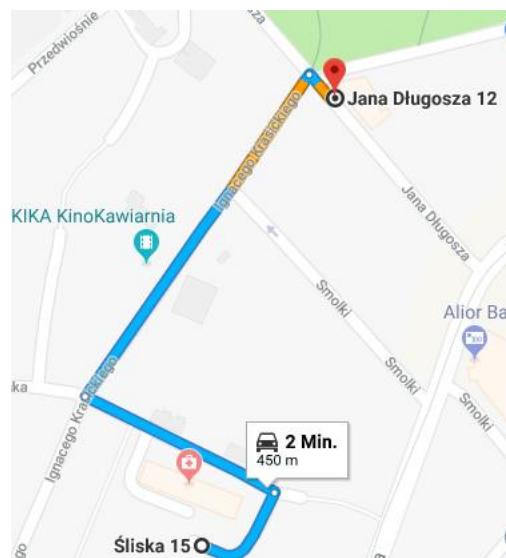 Przedwiośnie
Jana Długosza 12
Ignacego Krasickiego
KIKA KinoKawiarnia
Jana Długosza
Smolki
Alior Ba
Smolki
ka
Ignacego Krasickiego
Smolki
2 Min.
450 m
Śliska 15
go